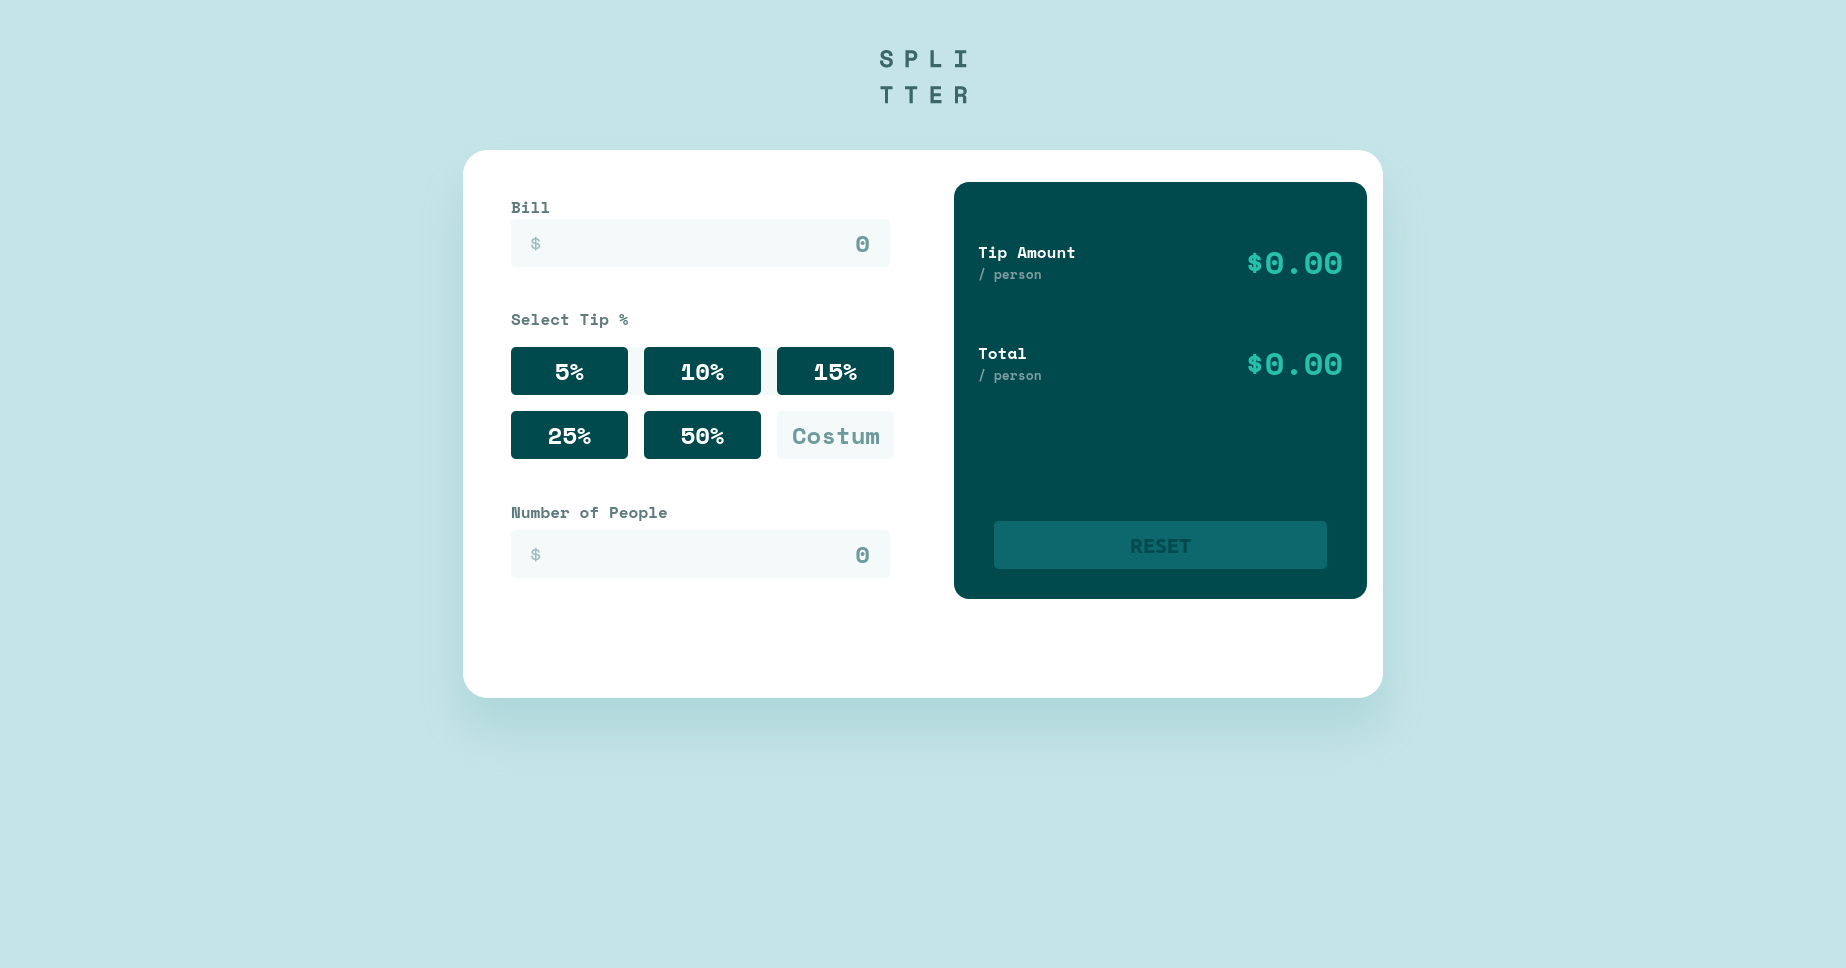 SPLI
TTER
Bill
$ 0
Select Tip %
5% 10% 15%
25% 50% Costum
Number of People
$ 0
Tip Amount
/ person
$0.00
Total
/ person
$0.00
RESET